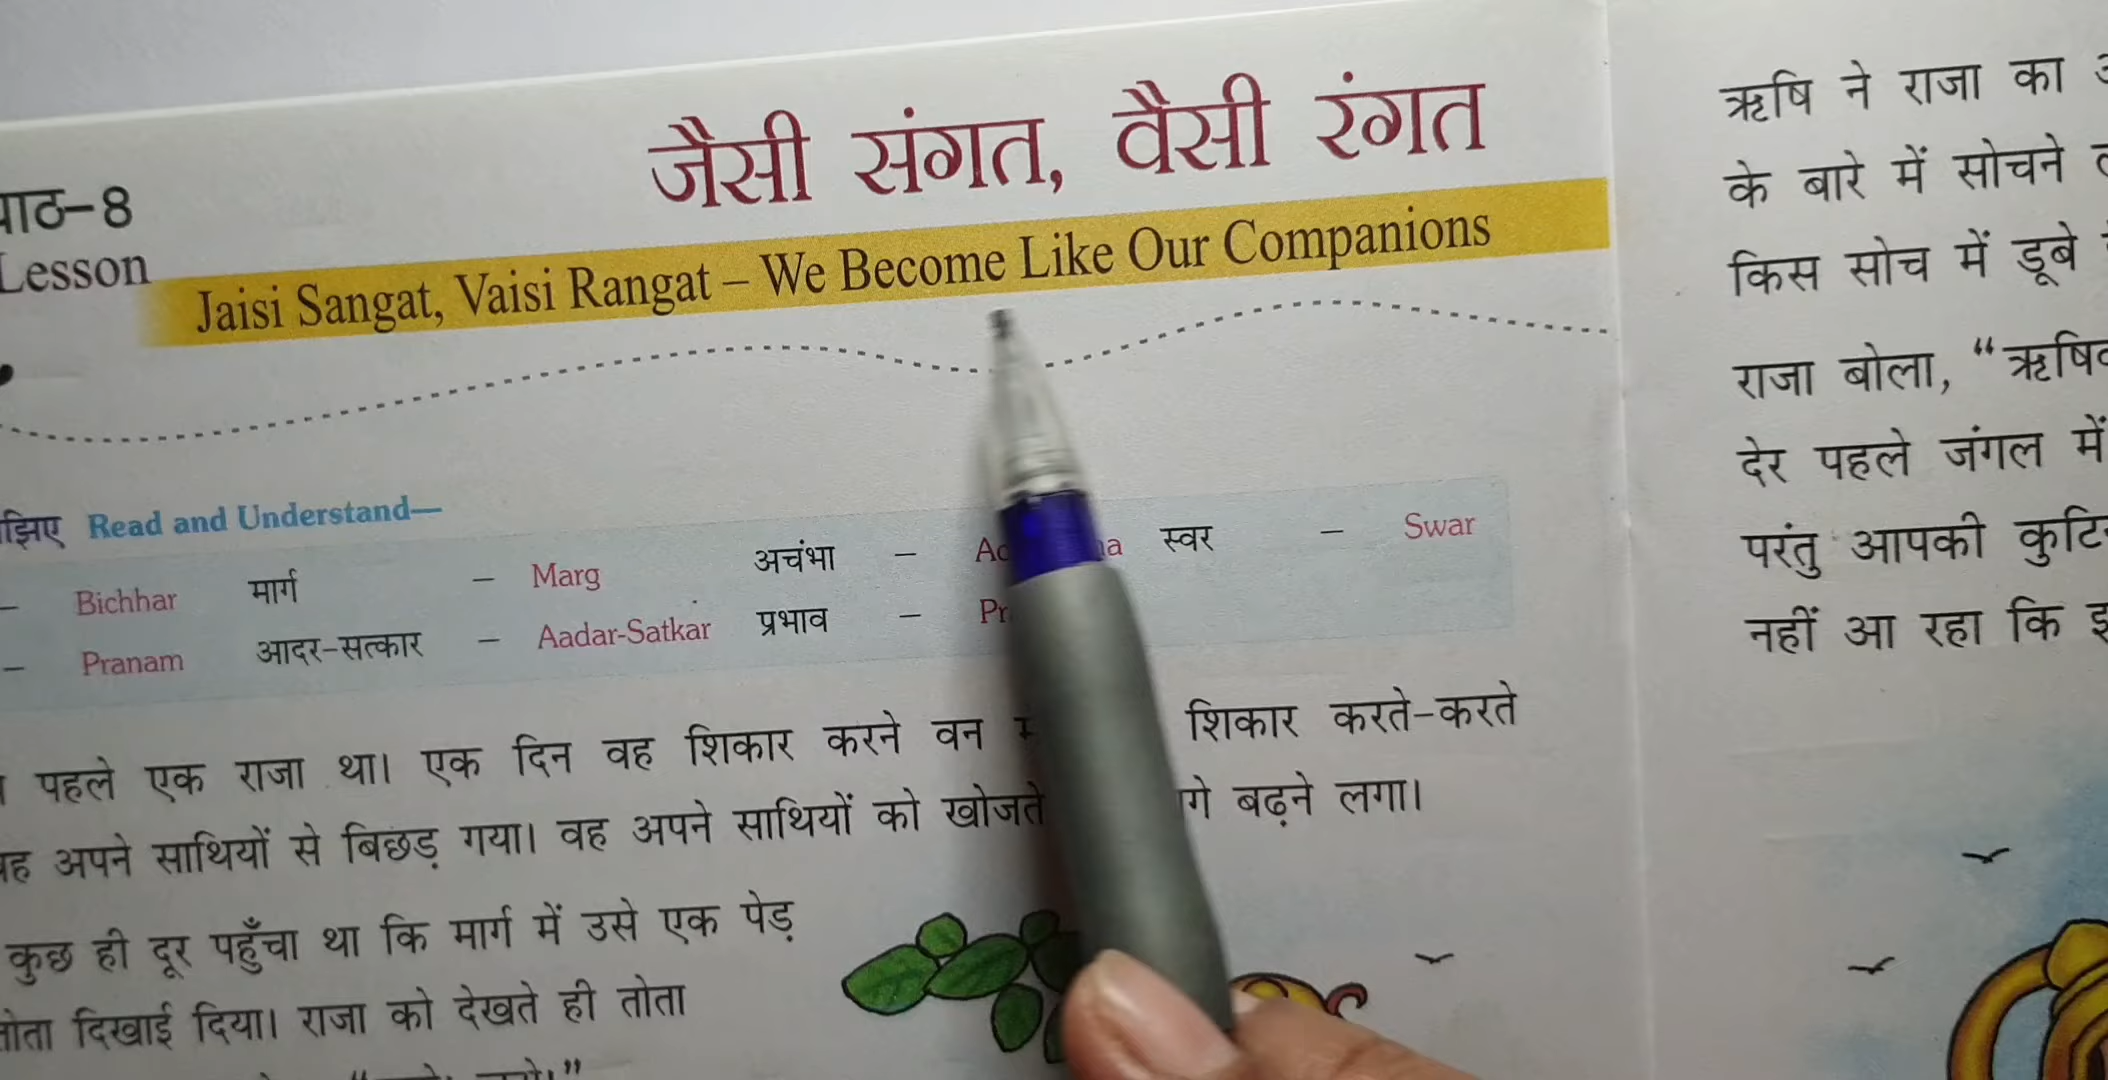 पाठ-8
Lesson
जैसी संगत, वैसी रंगत
Jaisi Sangat, Vaisi Rangat – We Become Like Our Companions
Read and Understand—
– Bichhar मार्ग – Marg अचंभा – स्वर – Swar
– Pranam आदर-सत्कार – Aadar-Satkar प्रभाव –
पहले एक राजा था। एक दिन वह शिकार करने वन शिकार करते-करते
वह अपने साथियों से बिछड़ गया। वह अपने साथियों को खोजते बढ़ने लगा।
कुछ ही दूर पहुँचा था कि मार्ग में उसे एक पेड़
तोता दिखाई दिया। राजा को देखते ही तोता
ऋषि ने राजा का
के बारे में सोचने
किस सोच में डूबे
राजा बोला,
देर पहले जंगल में
परंतु आपकी
नहीं आ रहा कि